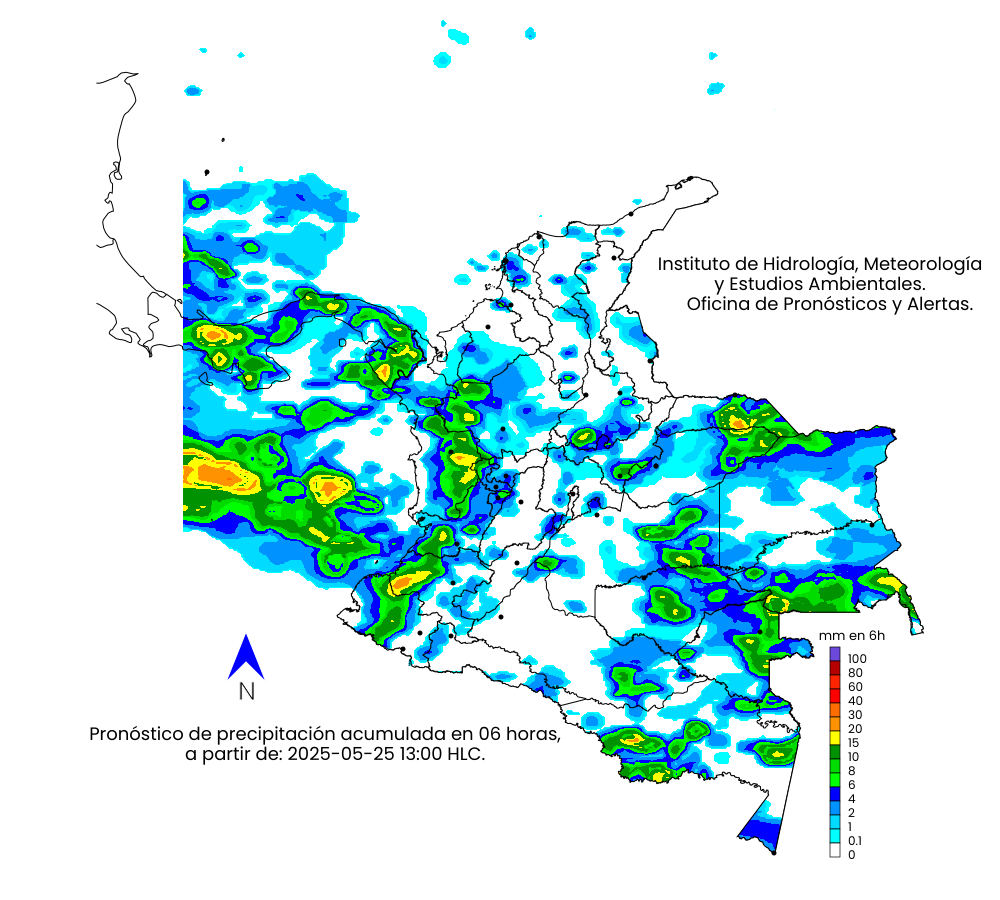 Instituto de Hidrología, Meteorología
y Estudios Ambientales.
Oficina de Pronósticos y Alertas.
mm en 6h
100
80
60
40
30
20
15
10
8
6
4
2
1
0.1
0
N
Pronóstico de precipitación acumulada en 06 horas,
a partir de: 2025-05-25 13:00 HLC.